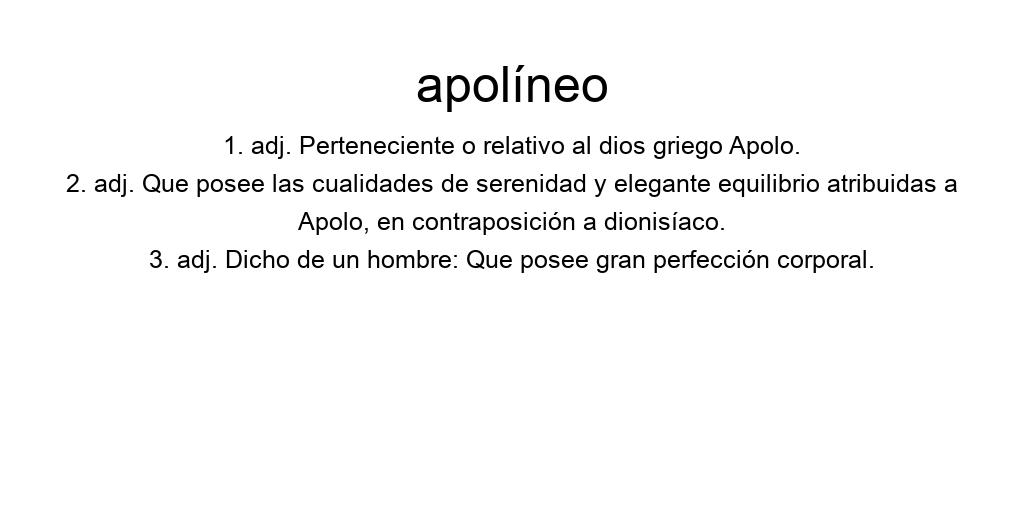 apolíneo
1. adj. Perteneciente o relativo al dios griego Apolo.
2. adj. Que posee las cualidades de serenidad y elegante equilibrio atribuidas a
Apolo, en contraposición a dionisíaco.
3. adj. Dicho de un hombre: Que posee gran perfección corporal.